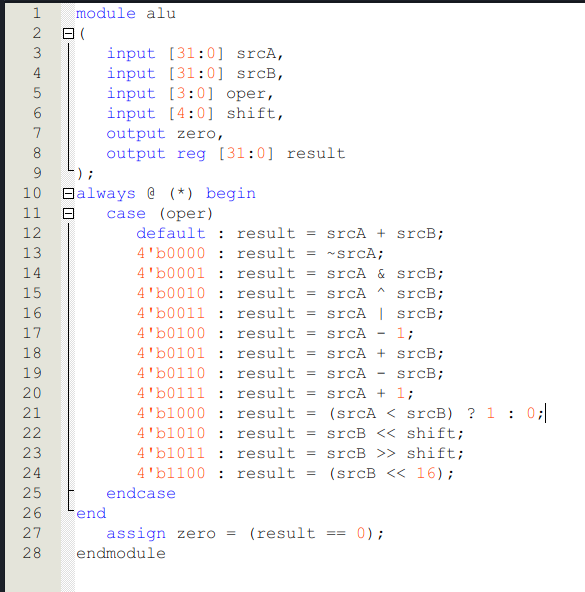 1 module alu
2 (
3 input [31:0] srcA,
4 input [31:0] srcB,
5 input [3:0] oper,
6 input [4:0] shift,
7 output zero,
8 output reg [31:0] result
9 );
10 always @ (*) begin
11 case (oper)
12 default : result = srcA + srcB;
13 4'b0000 : result = ~srcA;
14 4'b0001 : result = srcA & srcB;
15 4'b0010 : result = srcA ^ srcB;
16 4'b0011 : result = srcA | srcB;
17 4'b0100 : result = srcA - 1;
18 4'b0101 : result = srcA + srcB;
19 4'b0110 : result = srcA - srcB;
20 4'b0111 : result = srcA + 1;
21 4'b1000 : result = (srcA < srcB) ? 1 : 0;
22 4'b1010 : result = srcB << shift;
23 4'b1011 : result = srcB >> shift;
24 4'b1100 : result = (srcB << 16);
25 endcase
26 end
27 assign zero = (result == 0);
28 endmodule